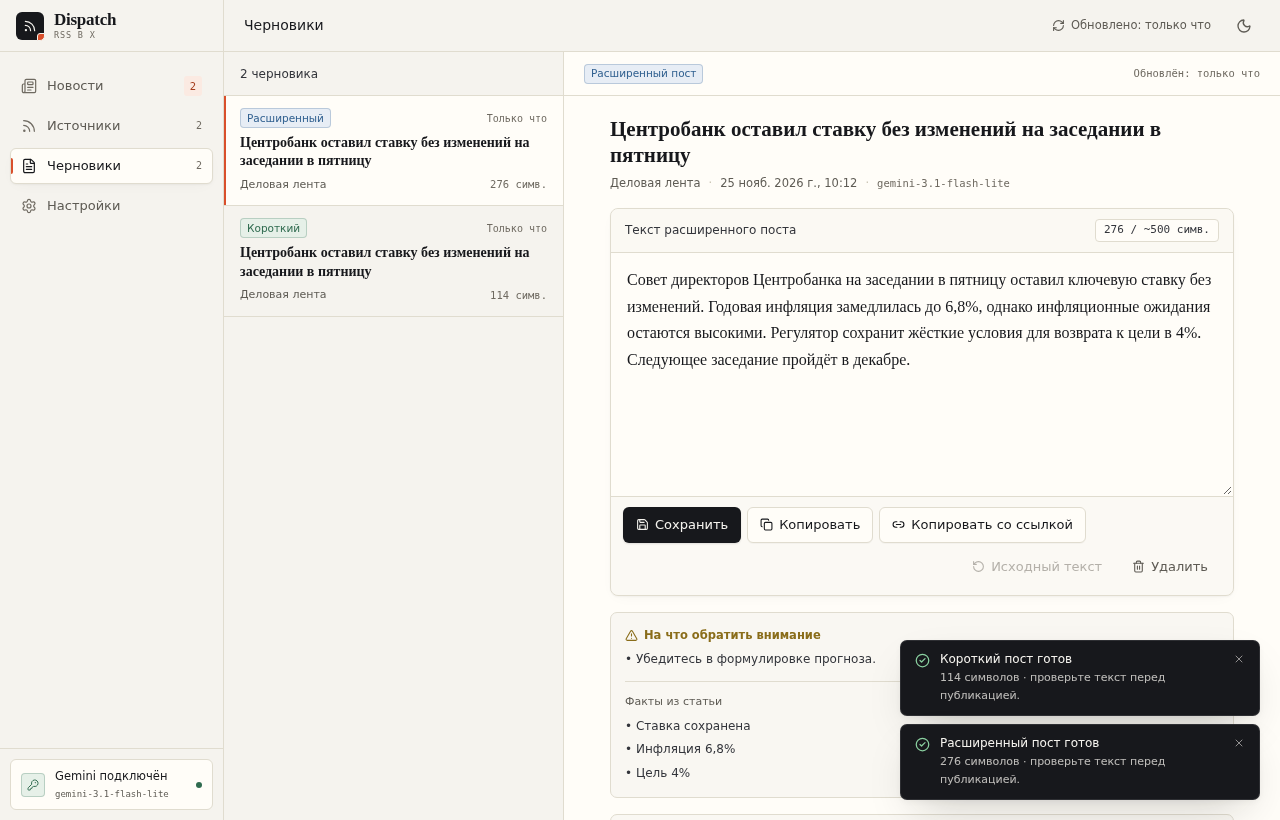 Dispatch
RSS В X
Новости 2
Источники 2
Черновики 2
Настройки
Gemini подключён
gemini-3.1-flash-lite
Черновики
Обновлено: только что
2 черновика
Расширенный Только что
Центробанк оставил ставку без изменений на
заседании в пятницу
Деловая лента 276 симв.
Короткий Только что
Центробанк оставил ставку без изменений на
заседании в пятницу
Деловая лента 114 симв.
Расширенный пост Обновлён: только что
Центробанк оставил ставку без изменений на заседании в
пятницу
Деловая лента · 25 нояб. 2026 г., 10:12 · gemini-3.1-flash-lite
Текст расширенного поста 276 / ~500 симв.
Совет директоров Центробанка на заседании в пятницу оставил ключевую ставку без
изменений. Годовая инфляция замедлилась до 6,8%, однако инфляционные ожидания
остаются высокими. Регулятор сохранит жёсткие условия для возврата к цели в 4%.
Следующее заседание пройдёт в декабре.
Сохранить Копировать Копировать со ссылкой
Исходный текст Удалить
На что обратить внимание
• Убедитесь в формулировке прогноза.
Факты из статьи
• Ставка сохранена
• Инфляция 6,8%
• Цель 4%
Короткий пост готов
114 символов · проверьте текст перед
публикацией.
Расширенный пост готов
276 символов · проверьте текст перед
публикацией.